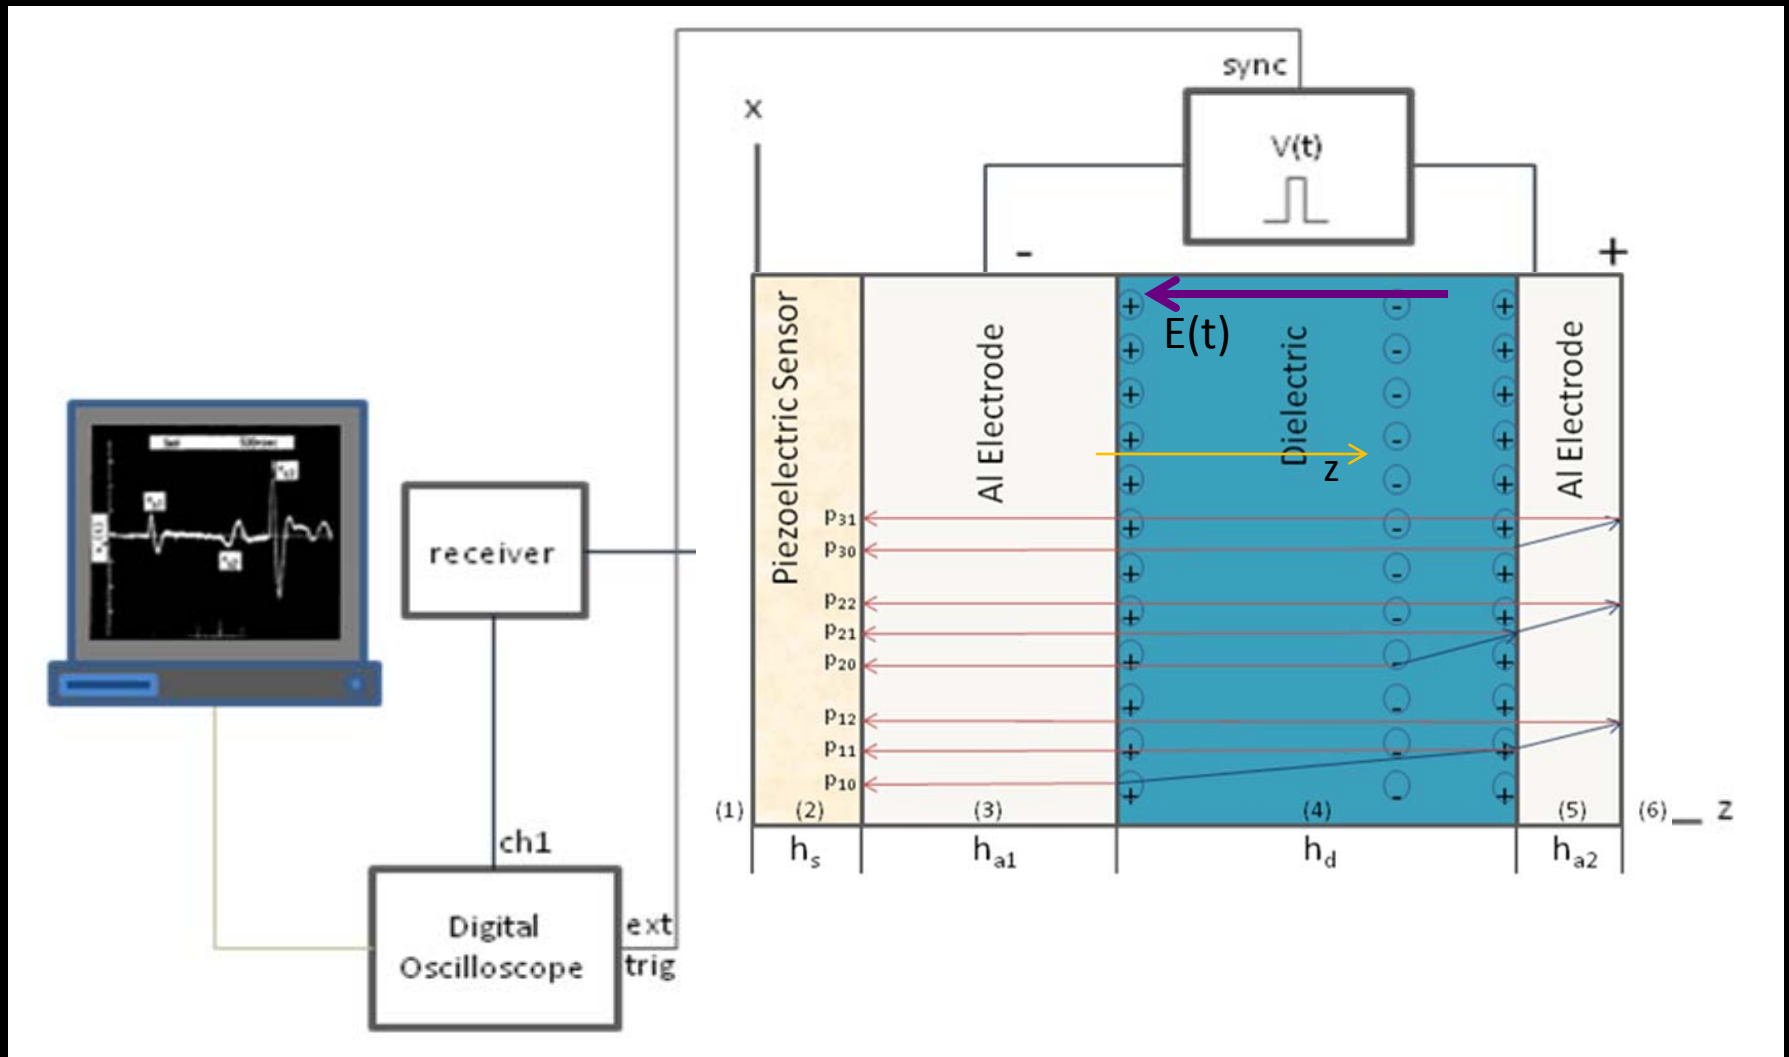 sync
x
V(t)
-
+
E(t)
Piezoelectric Sensor
Al Electrode
Dielectric
Al Electrode
z
p31
p30
receiver
p22
p21
p20
p12
p11
p10
(1)
(2)
(3)
(4)
(5)
(6)
z
hs
ha1
hd
ha2
ch1
Digital
Oscilloscope
ext
trig